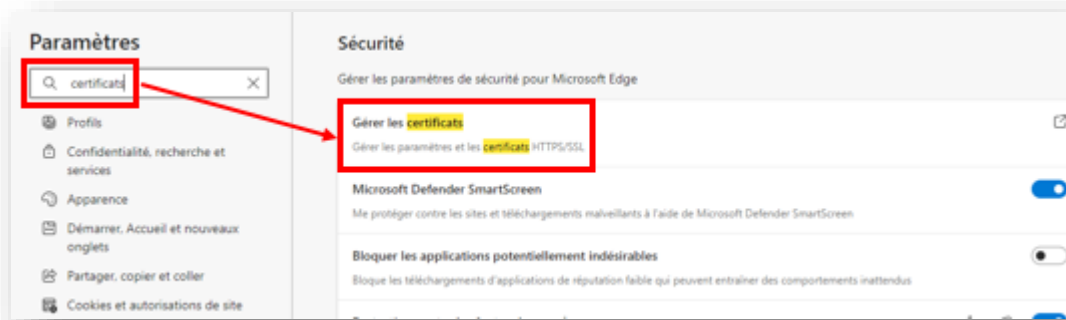 Paramètres
certificats
Profils
Confidentialité, recherche et
services
Apparence
Démarrer, Accueil et nouveaux
onglets
Partager, copier et coller
Cookies et autorisations de site
Sécurité
Gérer les paramètres de sécurité pour Microsoft Edge
Gérer les certificats
Gérer les paramètres et les certificats HTTPS/SSL
Microsoft Defender SmartScreen
Me protéger contre les sites et téléchargements malveillants à l'aide de Microsoft Defender SmartScreen
Bloquer les applications potentiellement indésirables
Bloque les téléchargements d'applications de réputation faible qui peuvent entraîner des comportements inattendus